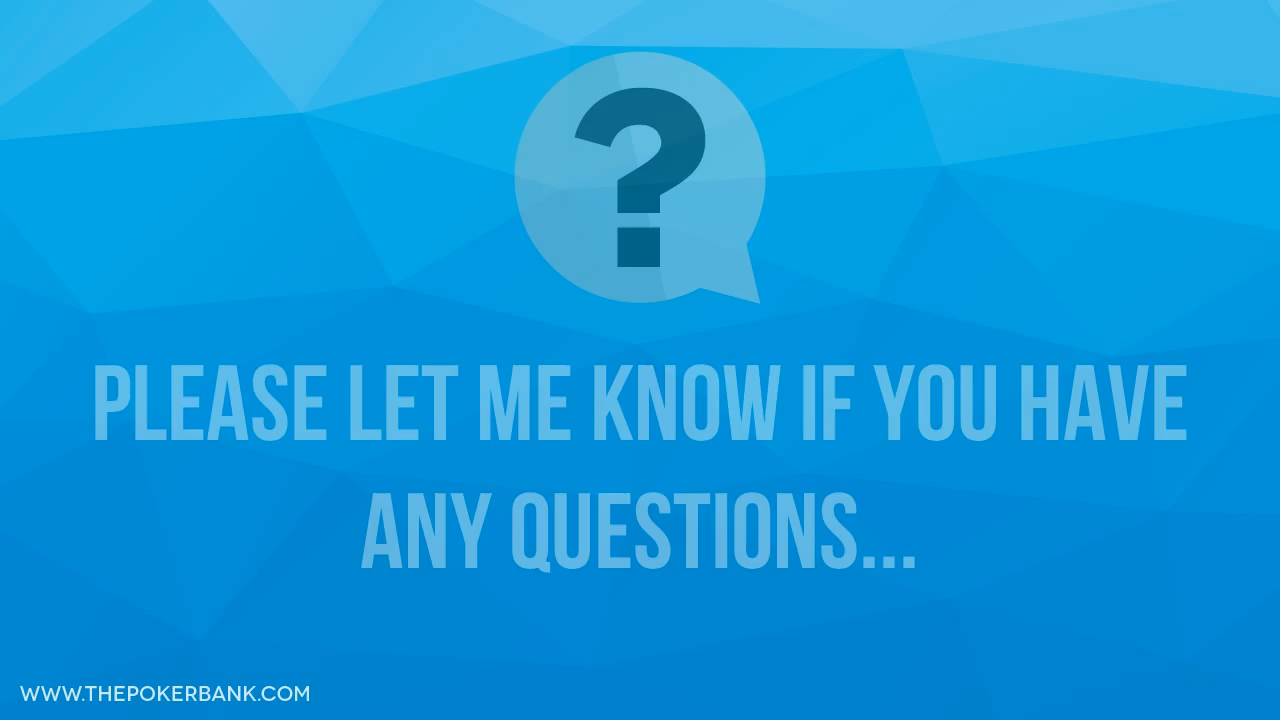 ?
PLEASE LET ME KNOW IF YOU HAVE
ANY QUESTIONS...
WWW.THEPOKERBANK.COM